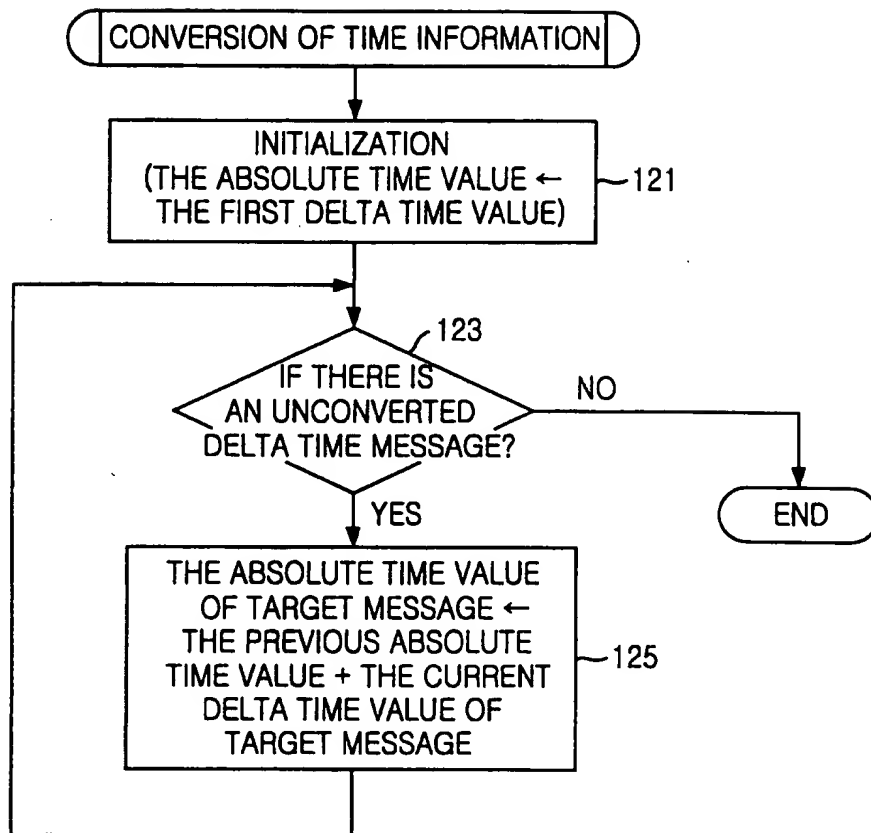 CONVERSION OF TIME INFORMATION
INITIALIZATION
(THE ABSOLUTE TIME VALUE ←
THE FIRST DELTA TIME VALUE)
121
123
IF THERE IS
AN UNCONVERTED
DELTA TIME MESSAGE?
NO
YES
END
THE ABSOLUTE TIME VALUE
OF TARGET MESSAGE ←
THE PREVIOUS ABSOLUTE
TIME VALUE + THE CURRENT
DELTA TIME VALUE OF
TARGET MESSAGE
125